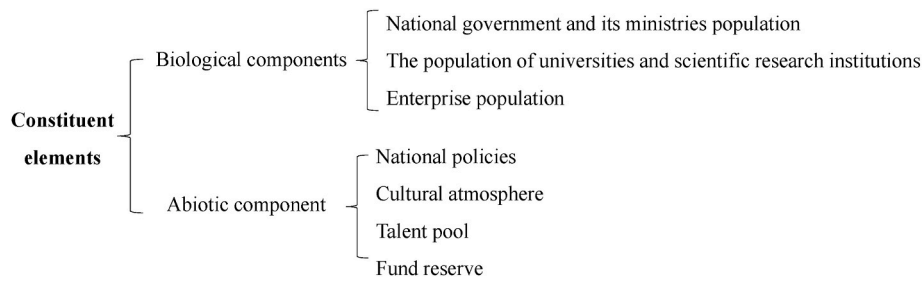 Constituent
elements
Biological components
National government and its ministries population
The population of universities and scientific research institutions
Enterprise population
Abiotic component
National policies
Cultural atmosphere
Talent pool
Fund reserve